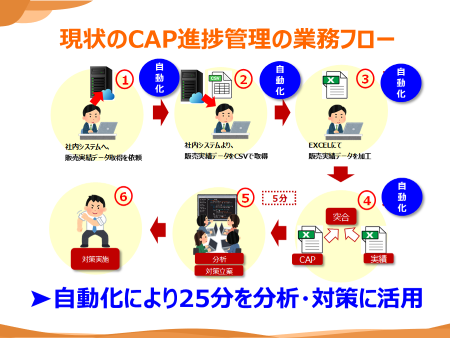 現状のCAP進捗管理の業務フロー
①
自動化
社内システムへ、
販売実績データ取得を依頼
②
CSV
自動化
社内システムより、
販売実績データをCSVで取得
③
自動化
EXCELにて
販売実績データを加工
④
自動化
突合
CAP
実績
5分
⑤
分析
対策立案
⑥
対策実施
➤自動化により25分を分析・対策に活用